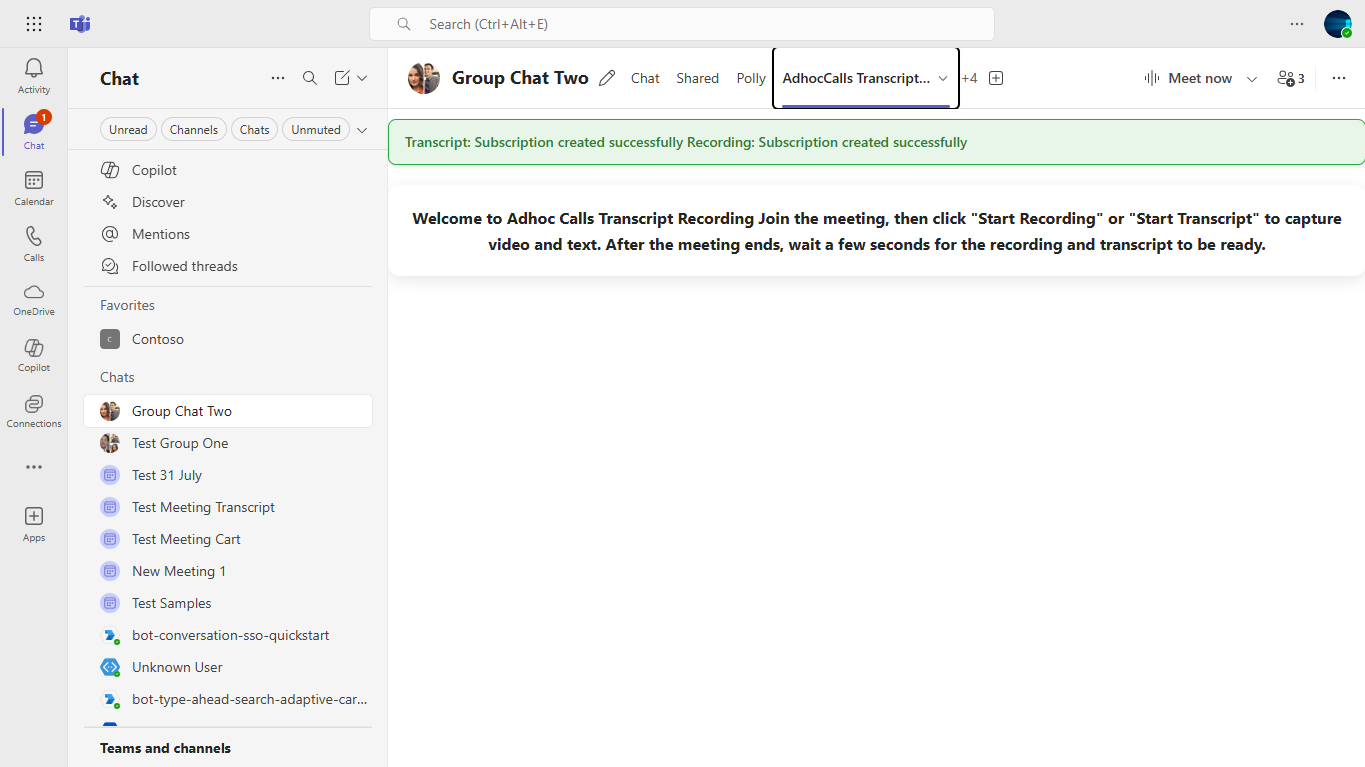 Search (Ctrl+Alt+E)
Activity
1
Chat
Calendar
Calls
OneDrive
Copilot
Connections
Apps
Chat
Unread
Channels
Chats
Unmuted
Copilot
Discover
Mentions
Followed threads
Favorites
C Contoso
Chats
Group Chat Two
Test Group One
Test 31 July
Test Meeting Transcript
Test Meeting Cart
New Meeting 1
Test Samples
bot-conversation-sso-quickstart
Unknown User
bot-type-ahead-search-adaptive-car...
Teams and channels
Group Chat Two Chat Shared Polly AdhocCalls Transcript... +4 Meet now 3
Transcript: Subscription created successfully Recording: Subscription created successfully
Welcome to Adhoc Calls Transcript Recording Join the meeting, then click "Start Recording" or "Start Transcript" to capture
video and text. After the meeting ends, wait a few seconds for the recording and transcript to be ready.